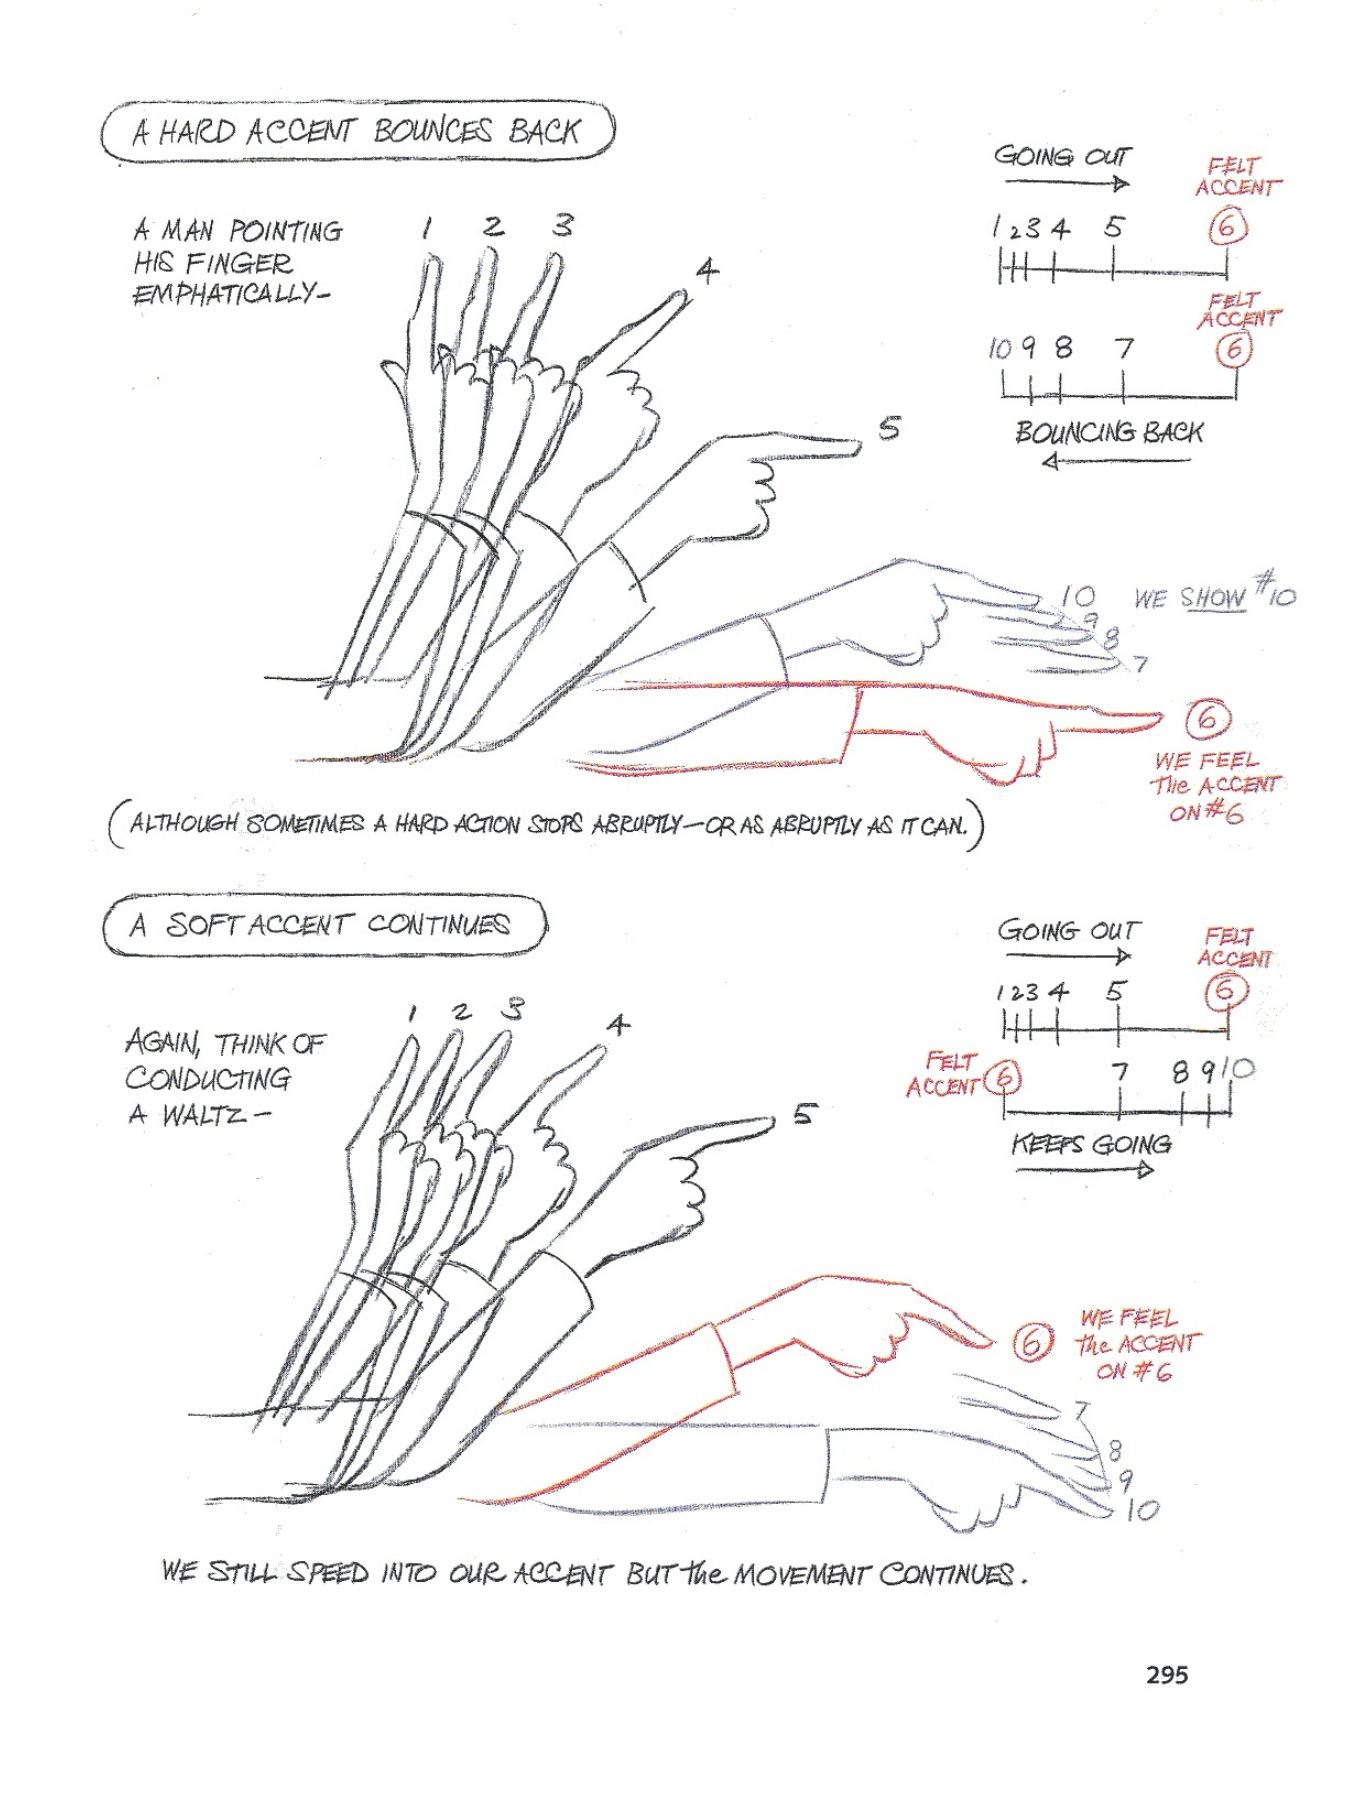 A HARD ACCENT BOUNCES BACK
A MAN POINTING
HIS FINGER
EMPHATICALLY—
1 2 3
4
5
GOING OUT
FELT
ACCENT
1 2 3 4 5 6
FELT
ACCENT
10 9 8 7 6
BOUNCING BACK
10
9
8
7
WE SHOW #10
6
WE FEEL
The ACCENT
ON #6
(ALTHOUGH SOMETIMES A HARD ACTION STOPS ABRUPTLY—OR AS ABRUPTLY AS IT CAN.)
A SOFT ACCENT CONTINUES
AGAIN, THINK OF
CONDUCTING
A WALTZ—
1 2 3
4
5
GOING OUT
FELT
ACCENT
1 2 3 4 5 6
FELT
ACCENT 6 7 8 9 10
KEEPS GOING
6
WE FEEL
The ACCENT
ON #6
7
8
9
10
WE STILL SPEED INTO OUR ACCENT BUT The MOVEMENT CONTINUES.
295